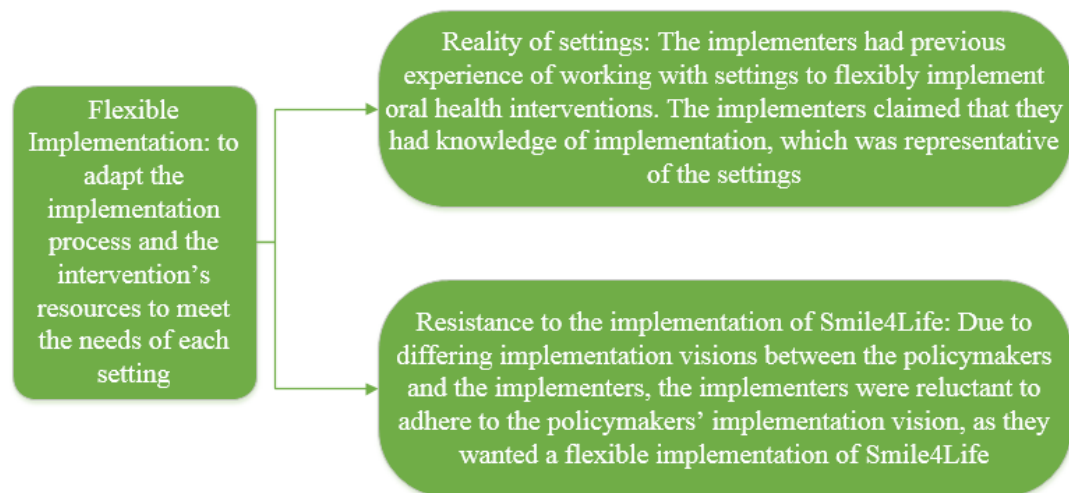 Flexible
Implementation: to
adapt the
implementation
process and the
intervention’s
resources to meet
the needs of each
setting
Reality of settings: The implementers had previous
experience of working with settings to flexibly implement
oral health interventions. The implementers claimed that they
had knowledge of implementation, which was representative
of the settings
Resistance to the implementation of Smile4Life: Due to
differing implementation visions between the policymakers
and the implementers, the implementers were reluctant to
adhere to the policymakers’ implementation vision, as they
wanted a flexible implementation of Smile4Life